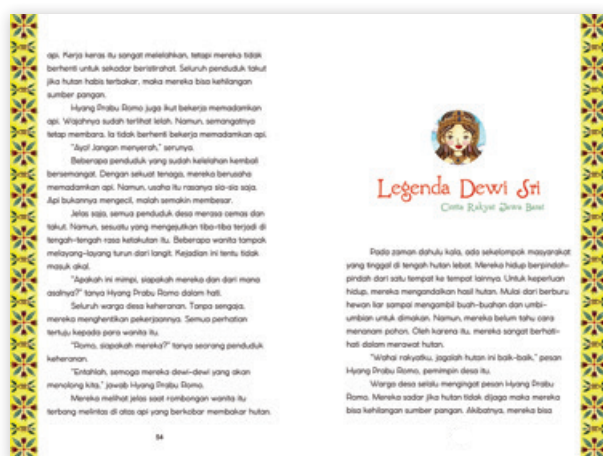 api. Kerja keras itu sangat melelahkan, tetapi mereka tidak
berhenti untuk sekadar beristirahat. Seluruh penduduk takut
jika hutan habis terbakar, maka mereka bisa kehilangan
sumber pangan.
Hyang Prabu Romo juga ikut bekerja memadamkan
api. Wajahnya sudah terlihat lelah. Namun, semangatnya
tetap membara. Ia tidak berhenti bekerja memadamkan api.
"Ayo! Jangan menyerah," serunya.
Beberapa penduduk yang sudah kelelahan kembali
bersemangat. Dengan sekuat tenaga, mereka berusaha
memadamkan api. Namun, usaha itu rasanya sia-sia saja.
Api bukannya mengecil, malah semakin membesar.
Jelas saja, semua penduduk desa merasa cemas dan
takut. Namun, sesuatu yang mengejutkan tiba-tiba terjadi di
tengah-tengah rasa ketakutan itu. Beberapa wanita tampak
melayang-layang turun dari langit. Kejadian ini tentu tidak
masuk akal.
"Apakah ini mimpi, siapakah mereka dan dari mana
asalnya?" tanya Hyang Prabu Romo dalam hati.
Seluruh warga desa keheranan. Tanpa sengaja,
mereka menghentikan pekerjaannya. Semua perhatian
tertuju kepada para wanita itu.
"Romo, siapakah mereka?" tanya seorang penduduk
keheranan.
"Entahlah, semoga mereka dewi-dewi yang akan
menolong kita," jawab Hyang Prabu Romo.
Mereka melihat jelas saat rombongan wanita itu
terbang melintas di atas api yang berkobar membakar hutan.
54
Legenda Dewi Sri
Cerita Rakyat Jawa Barat
Pada zaman dahulu kala, ada sekelompok masyarakat
yang tinggal di tengah hutan lebat. Mereka hidup berpindah-
pindah dari satu tempat ke tempat lainnya. Untuk keperluan
hidup, mereka mengandalkan hasil hutan. Mulai dari berburu
hewan liar sampai mengambil buah-buahan dan umbi-
umbian untuk dimakan. Namun, mereka belum tahu cara
menanam pohon. Oleh karena itu, mereka sangat berhati-
hati dalam merawat hutan.
"Wahai rakyatku, jagalah hutan ini baik-baik," pesan
Hyang Prabu Romo, pemimpin desa itu.
Warga desa selalu mengingat pesan Hyang Prabu
Romo. Mereka sadar jika hutan tidak dijaga maka mereka
bisa kehilangan sumber pangan. Akibatnya, mereka bisa